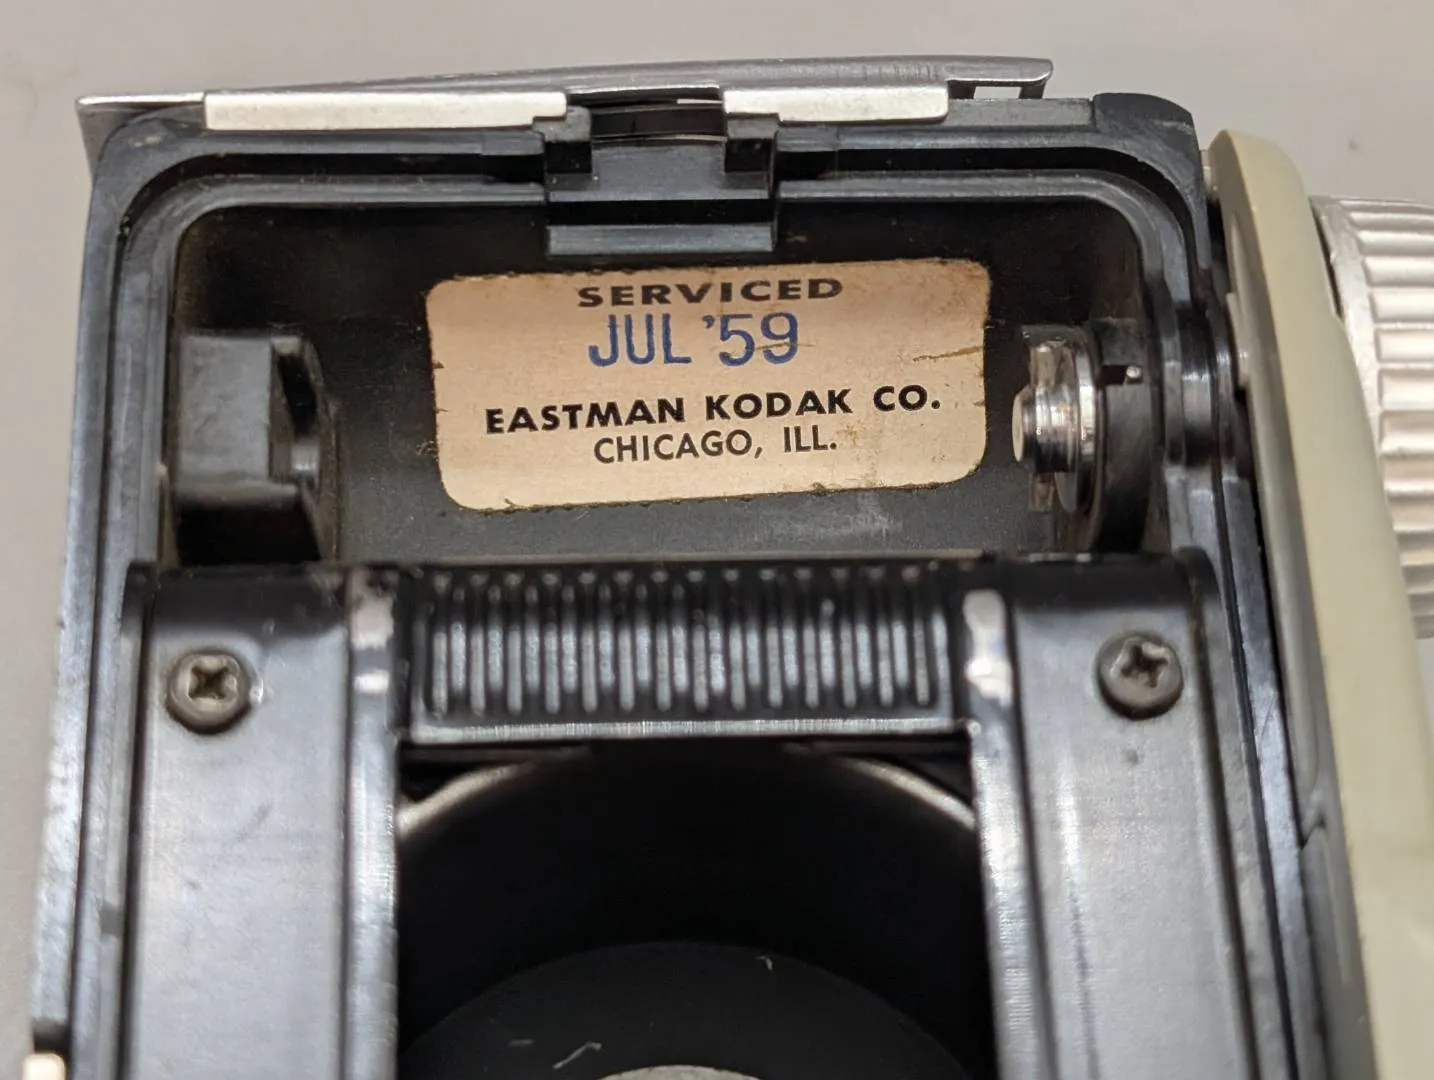 SERVICED
JUL '59
EASTMAN KODAK CO.
CHICAGO, ILL.